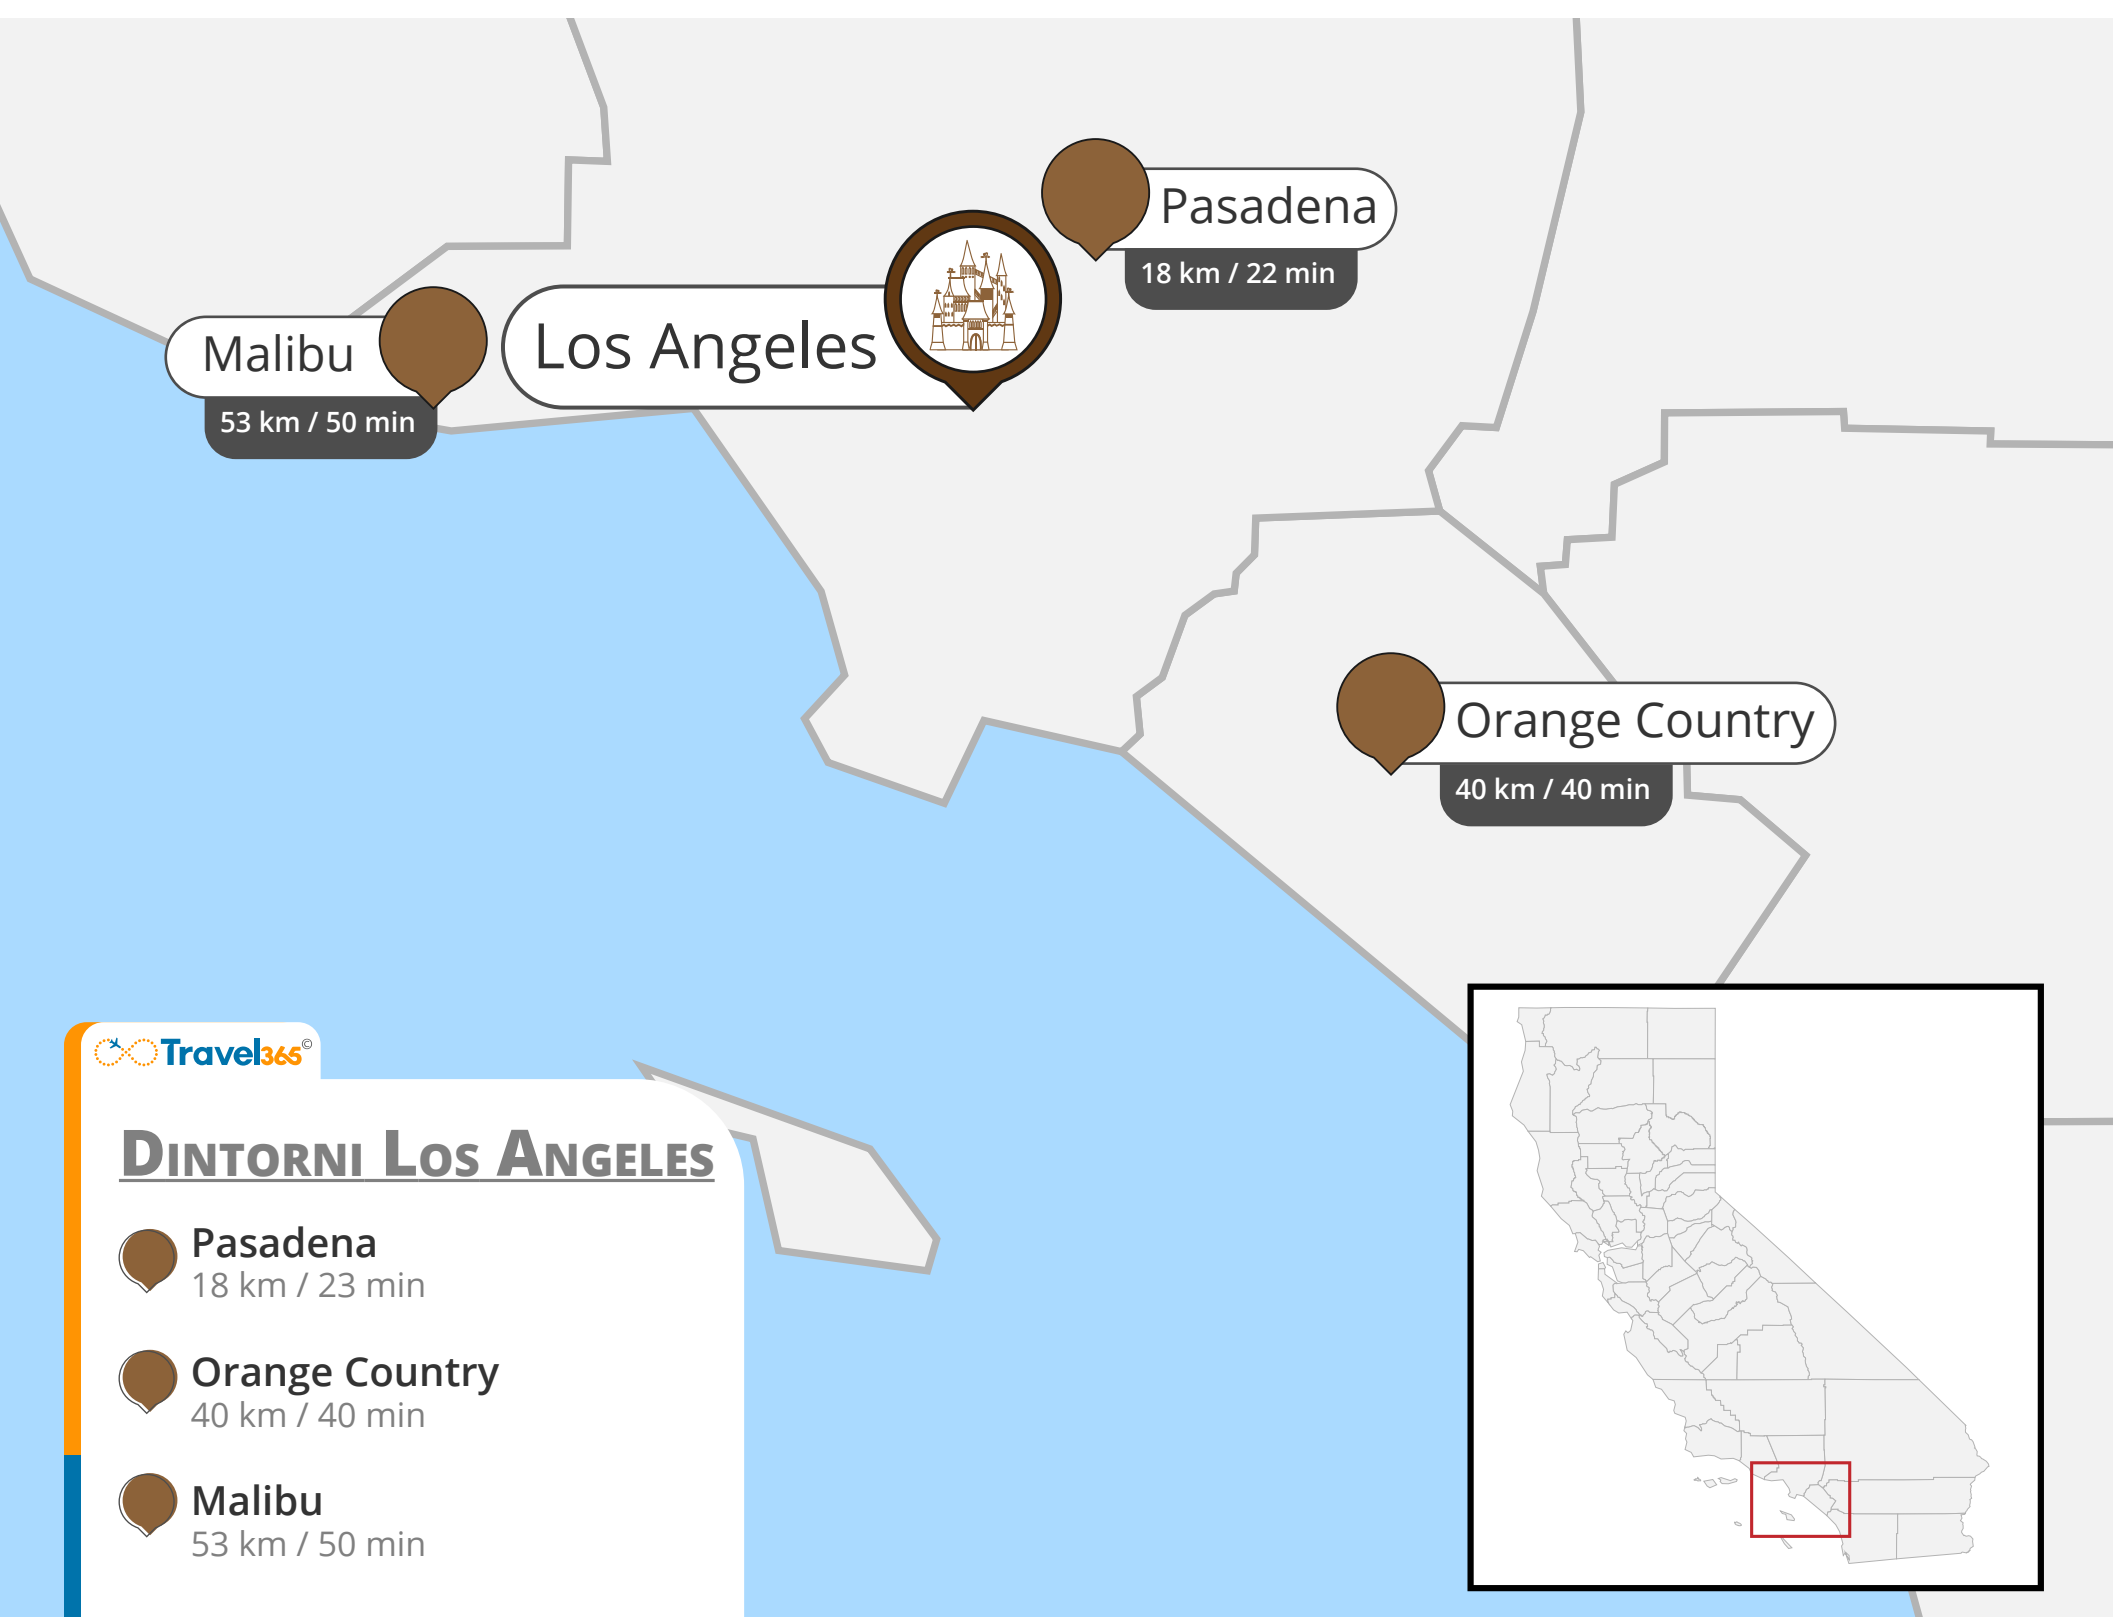 Pasadena
18 km / 22 min
Los Angeles
Malibu
53 km / 50 min
Orange Country
40 km / 40 min
Travel365©
Dintorni Los Angeles
Pasadena
18 km / 23 min
Orange Country
40 km / 40 min
Malibu
53 km / 50 min